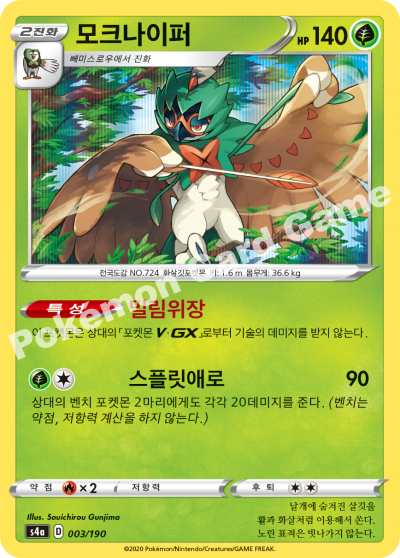 2진화
모크나이퍼
HP 140
빼미스로우에서 진화
전국도감 NO.724 화살깃포켓몬 키: 1.6 m 몸무게: 36.6 kg
특성 밀림위장
이 포켓몬은 상대의 「포켓몬 V・GX」로부터 기술의 데미지를 받지 않는다.
스플릿애로 90
상대의 벤치 포켓몬 2마리에게도 각각 20데미지를 준다. (벤치는
약점, 저항력 계산을 하지 않는다.)
약점 ×2 저항력 후퇴
Illus. Souichirou Gunjima
s4a D 003/190
날개에 숨겨진 살깃을
활과 화살처럼 이용해서 쏜다.
노린 표적은 빗나가지 않는다.
©2020 Pokémon/Nintendo/Creatures/GAME FREAK.
Pokémon Card Game